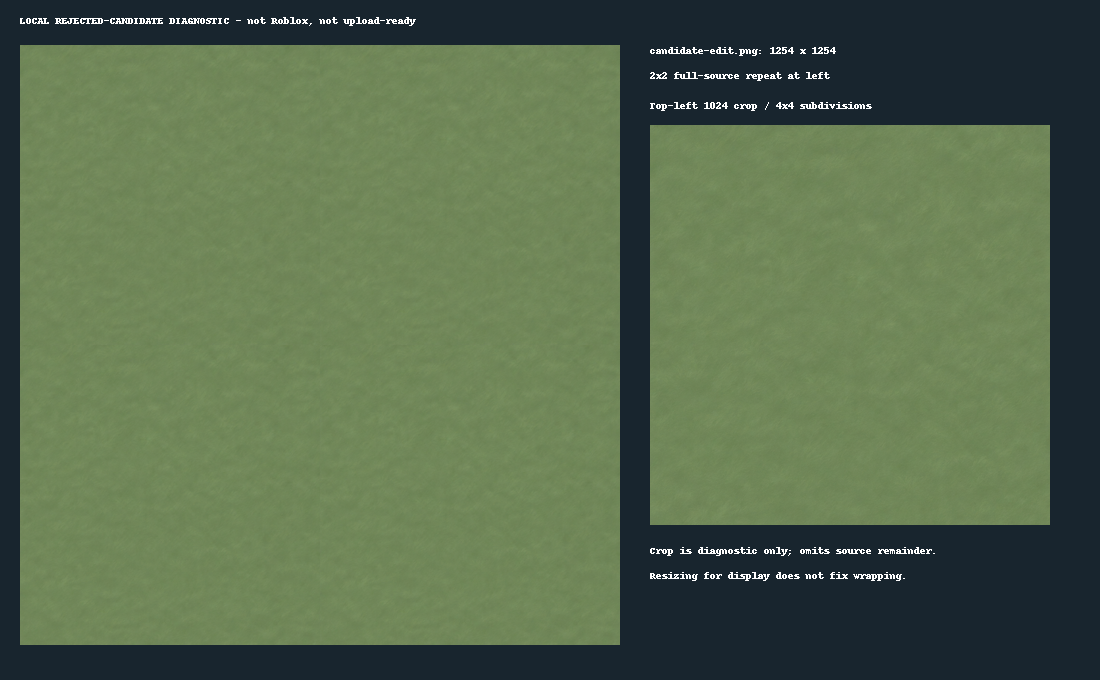 LOCAL REJECTED-CANDIDATE DIAGNOSTIC - not Roblox, not upload-ready
candidate-edit.png: 1254 x 1254
2x2 full-source repeat at left
Top-left 1024 crop / 4x4 subdivisions
Crop is diagnostic only; omits source remainder.
Resizing for display does not fix wrapping.